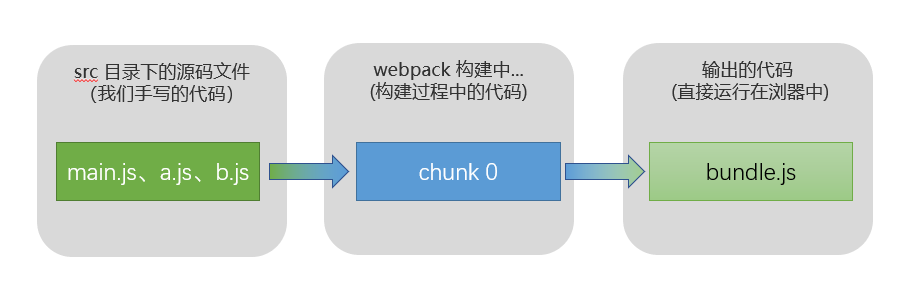 src 目录下的源码文件
（我们手写的代码）
main.js、a.js、b.js
webpack 构建中...
(构建过程中的代码)
chunk 0
输出的代码
(直接运行在浏器中)
bundle.js